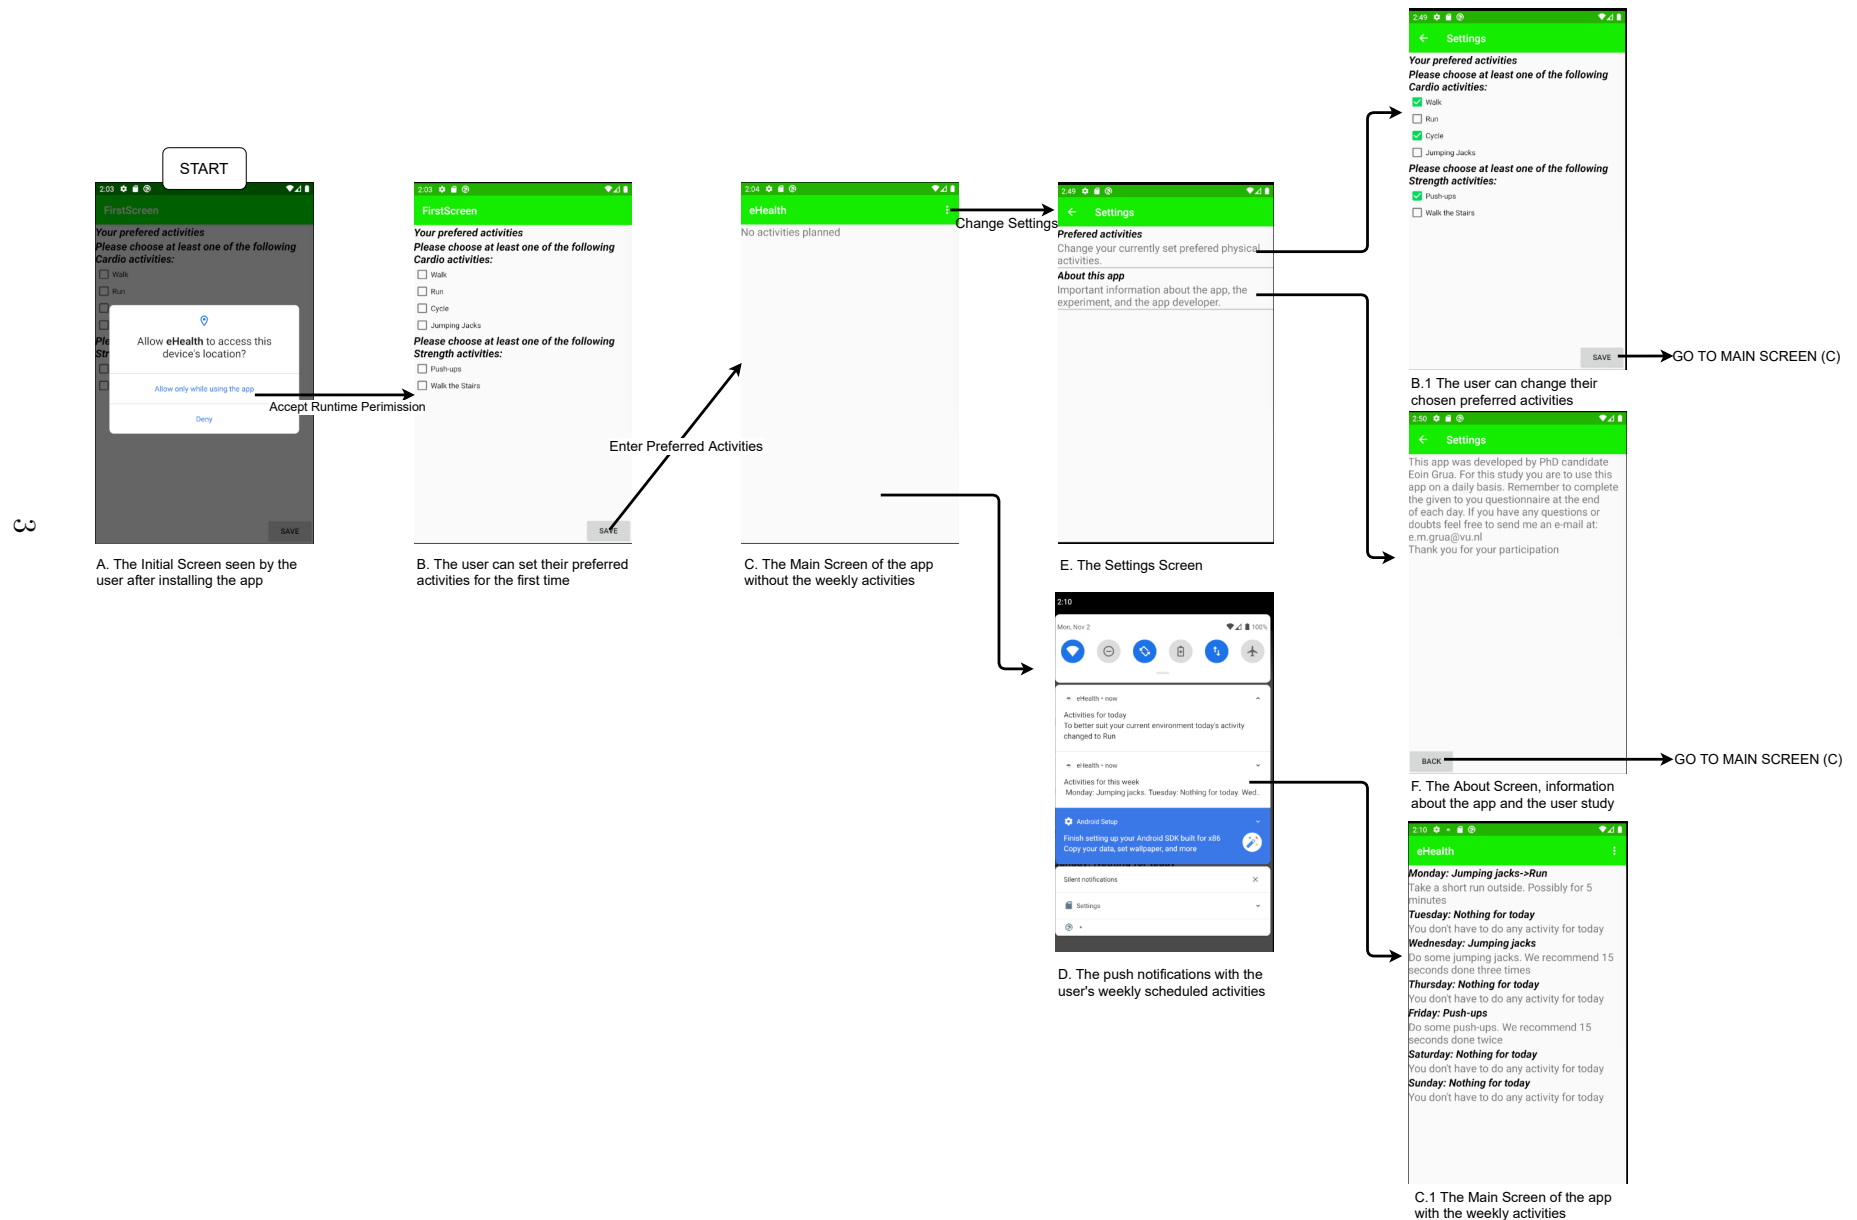 START
2:03
FirstScreen
Your prefered activities
Please choose at least one of the following
Cardio activities:
Walk
Run
Ple
Str
Allow eHealth to access this
device's location?
Allow only while using the app
Deny
SAVE
A. The Initial Screen seen by the
user after installing the app
Accept Runtime Perimission
2:03
FirstScreen
Your prefered activities
Please choose at least one of the following
Cardio activities:
Walk
Run
Cycle
Jumping Jacks
Please choose at least one of the following
Strength activities:
Push-ups
Walk the Stairs
SAVE
B. The user can set their preferred
activities for the first time
Enter Preferred Activities
2:04
eHealth
No activities planned
C. The Main Screen of the app
without the weekly activities
Change Settings
2:49
Settings
Prefered activities
Change your currently set prefered physical
activities.
About this app
Important information about the app, the
experiment, and the app developer.
E. The Settings Screen
2:10
Mon, Nov 2
100%
eHealth • now
Activities for today
To better suit your current environment today's activity
changed to Run
eHealth • now
Activities for this week
Monday: Jumping jacks. Tuesday: Nothing for today. Wed.
Android Setup
Finish setting up your Android SDK built for x86
Copy your data, set wallpaper, and more
Silent notifications
Settings
D. The push notifications with the
user's weekly scheduled activities
2:49
Settings
Your prefered activities
Please choose at least one of the following
Cardio activities:
Walk
Run
Cycle
Jumping Jacks
Please choose at least one of the following
Strength activities:
Push-ups
Walk the Stairs
SAVE
GO TO MAIN SCREEN (C)
B.1 The user can change their
chosen preferred activities
2:50
Settings
This app was developed by PhD candidate
Eoin Grua. For this study you are to use this
app on a daily basis. Remember to complete
the given to you questionnaire at the end
of each day. If you have any questions or
doubts feel free to send me an e-mail at:
e.m.grua@vu.nl
Thank you for your participation
BACK
GO TO MAIN SCREEN (C)
F. The About Screen, information
about the app and the user study
2:10
eHealth
Monday: Jumping jacks->Run
Take a short run outside. Possibly for 5
minutes
Tuesday: Nothing for today
You don't have to do any activity for today
Wednesday: Jumping jacks
Do some jumping jacks. We recommend 15
seconds done three times
Thursday: Nothing for today
You don't have to do any activity for today
Friday: Push-ups
Do some push-ups. We recommend 15
seconds done twice
Saturday: Nothing for today
You don't have to do any activity for today
Sunday: Nothing for today
You don't have to do any activity for today
C.1 The Main Screen of the app
with the weekly activities
3